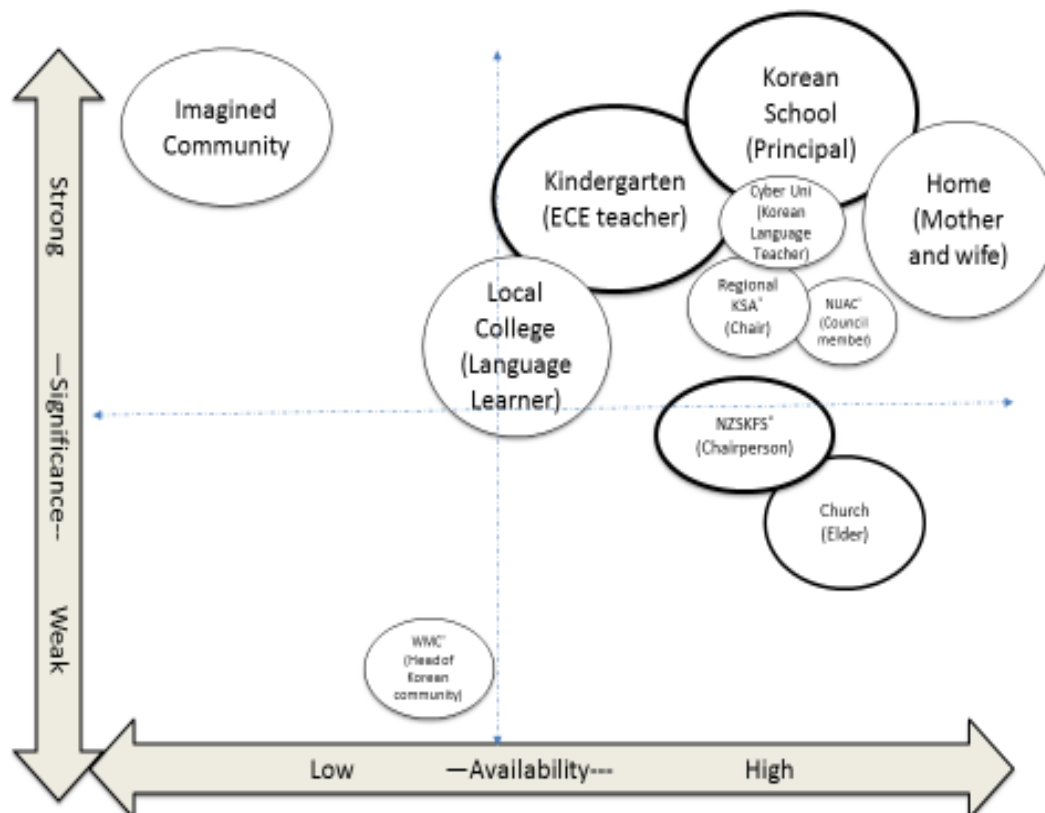 Imagined
Community
Korean
School
(Principal)
Kindergarten
(ECE teacher)
Cyber Uni
(Korean
Language
Teacher)
Home
(Mother
and wife)
Local
College
(Language
Learner)
Regional
KSA*
(Chair)
NUAC*
(Council
member)
NZSKFS*
(Chairperson)
Church
(Elder)
WMC*
(Head of
Korean
community)
Strong —Significance--- Weak
Low —Availability--- High